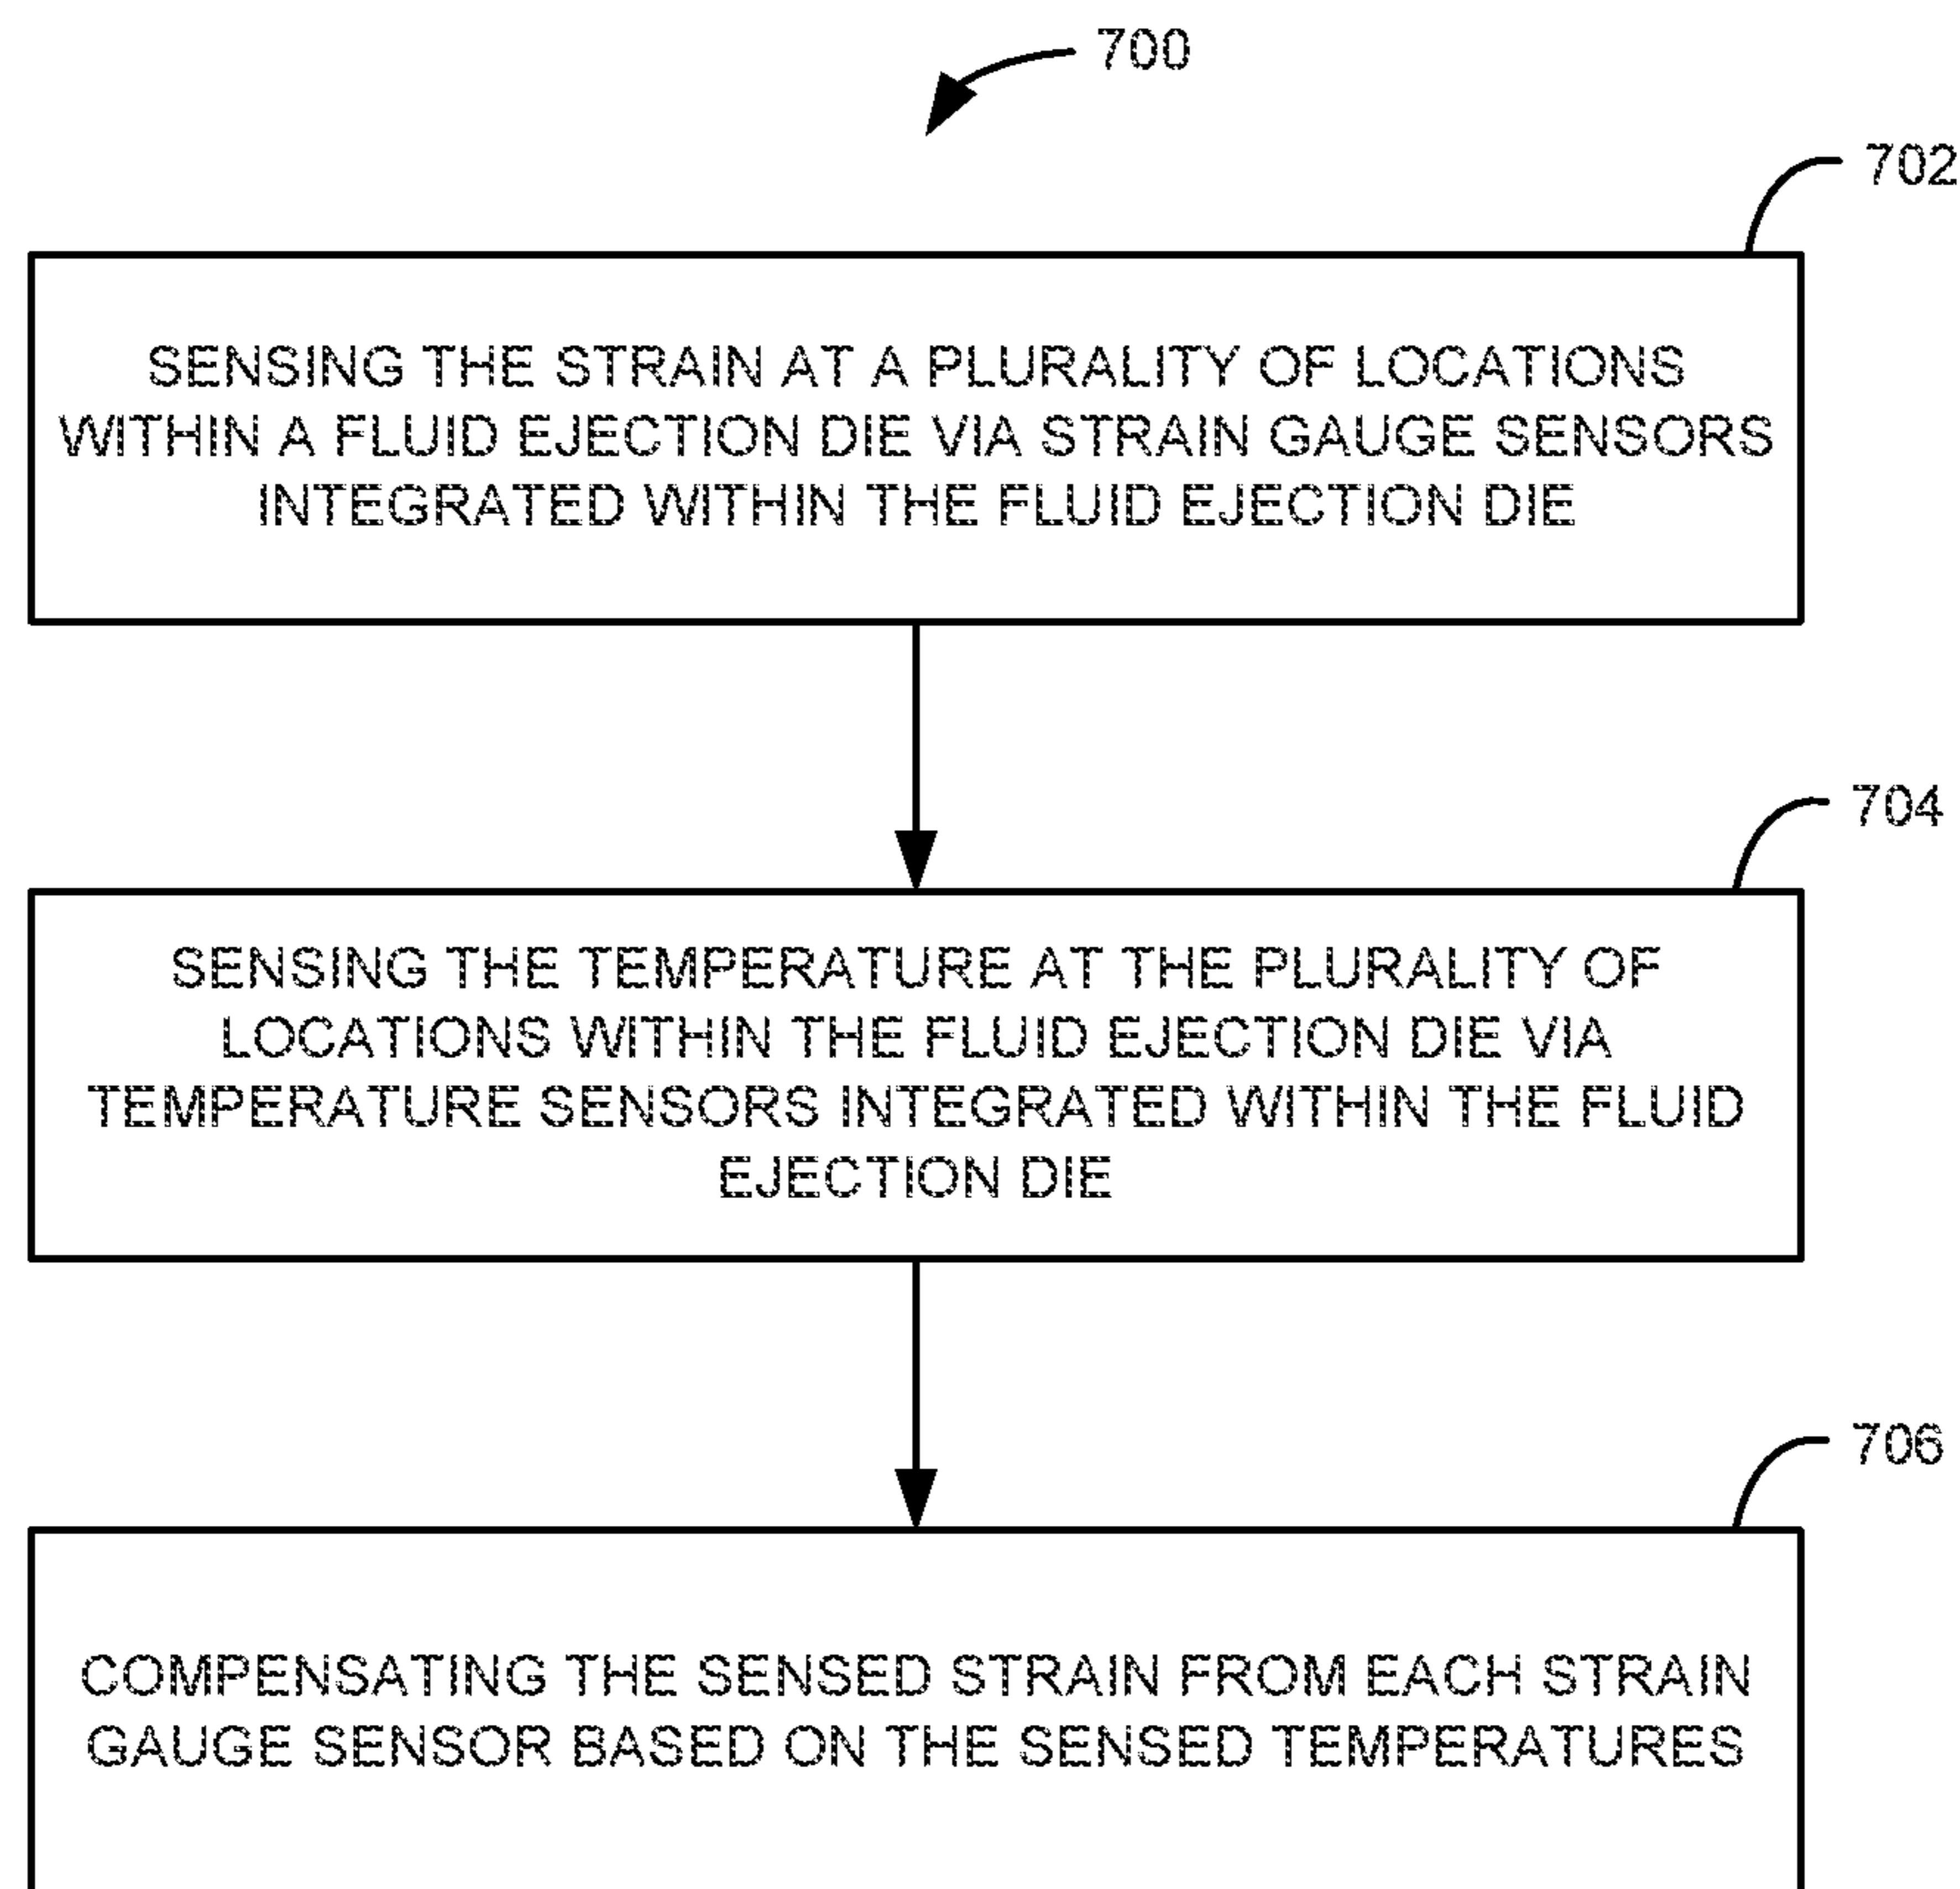 700
702
SENSING THE STRAIN AT A PLURALITY OF LOCATIONS
WITHIN A FLUID EJECTION DIE VIA STRAIN GAUGE SENSORS
INTEGRATED WITHIN THE FLUID EJECTION DIE
704
SENSING THE TEMPERATURE AT THE PLURALITY OF
LOCATIONS WITHIN THE FLUID EJECTION DIE VIA
TEMPERATURE SENSORS INTEGRATED WITHIN THE FLUID
EJECTION DIE
706
COMPENSATING THE SENSED STRAIN FROM EACH STRAIN
GAUGE SENSOR BASED ON THE SENSED TEMPERATURES